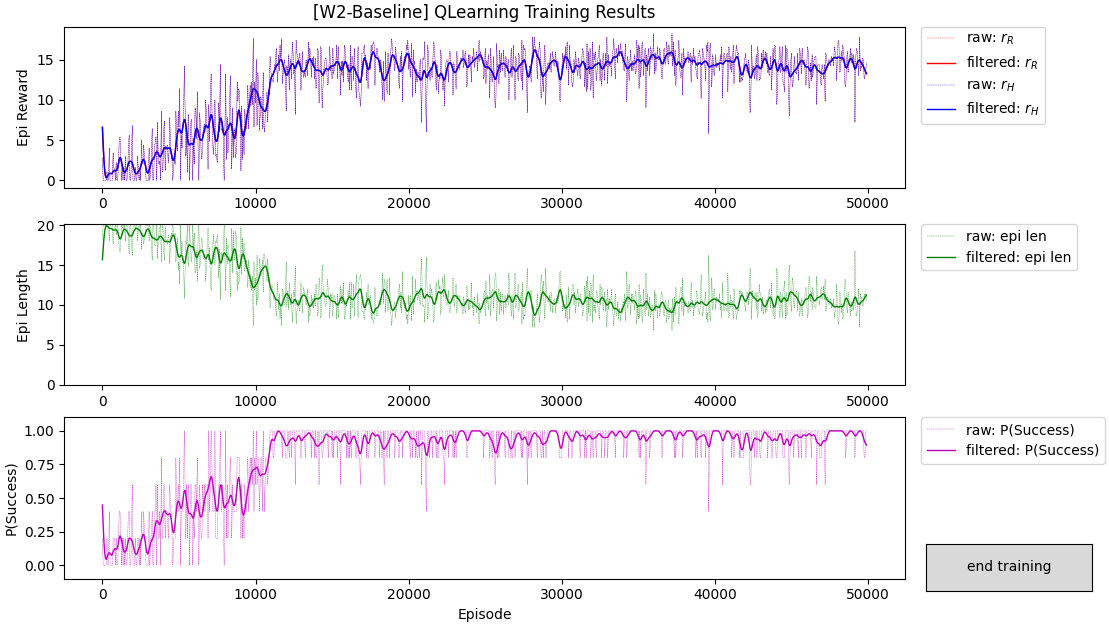 [W2-Baseline] QLearning Training Results
Epi Reward
15
10
5
0
0 10000 20000 30000 40000 50000
raw: r_R
filtered: r_R
raw: r_H
filtered: r_H
Epi Length
20
15
10
5
0
0 10000 20000 30000 40000 50000
raw: epi len
filtered: epi len
P(Success)
1.00
0.75
0.50
0.25
0.00
0 10000 20000 30000 40000 50000
Episode
raw: P(Success)
filtered: P(Success)
end training